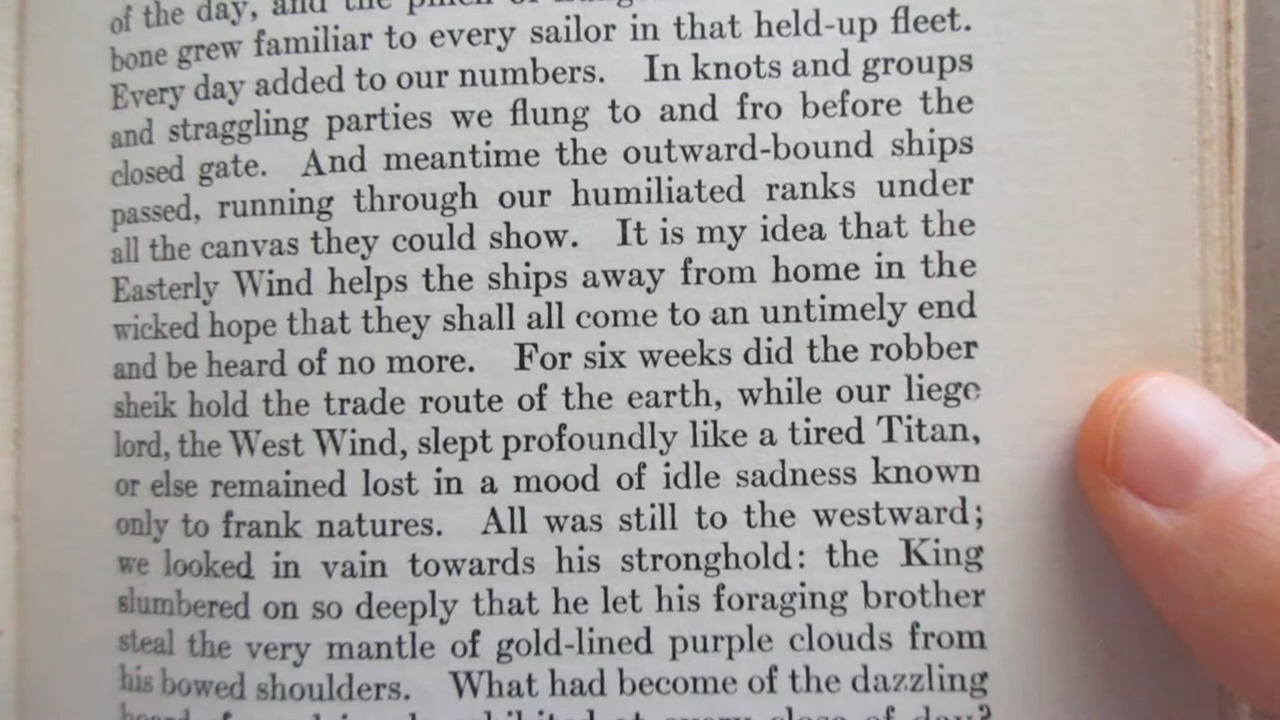 of the day, and the
bone grew familiar to every sailor in that held-up fleet.
Every day added to our numbers. In knots and groups
and straggling parties we flung to and fro before the
closed gate. And meantime the outward-bound ships
passed, running through our humiliated ranks under
all the canvas they could show. It is my idea that the
Easterly Wind helps the ships away from home in the
wicked hope that they shall all come to an untimely end
and be heard of no more. For six weeks did the robber
sheik hold the trade route of the earth, while our liege
lord, the West Wind, slept profoundly like a tired Titan,
or else remained lost in a mood of idle sadness known
only to frank natures. All was still to the westward;
we looked in vain towards his stronghold: the King
slumbered on so deeply that he let his foraging brother
steal the very mantle of gold-lined purple clouds from
his bowed shoulders. What had become of the dazzling
at every close of day?